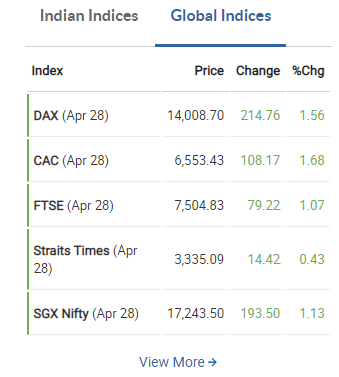 Indian Indices Global Indices
Index Price Change %Chg
DAX (Apr 28) 14,008.70 214.76 1.56
CAC (Apr 28) 6,553.43 108.17 1.68
FTSE (Apr 28) 7,504.83 79.22 1.07
Straits Times (Apr
28) 3,335.09 14.42 0.43
SGX Nifty (Apr 28) 17,243.50 193.50 1.13
View More →